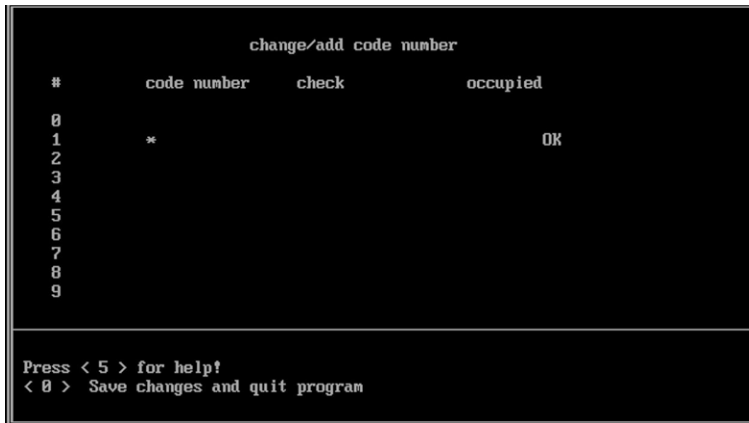 change/add code number
# code number check occupied
0
1 * OK
2
3
4
5
6
7
8
9
Press < 5 > for help!
< 0 > Save changes and quit program